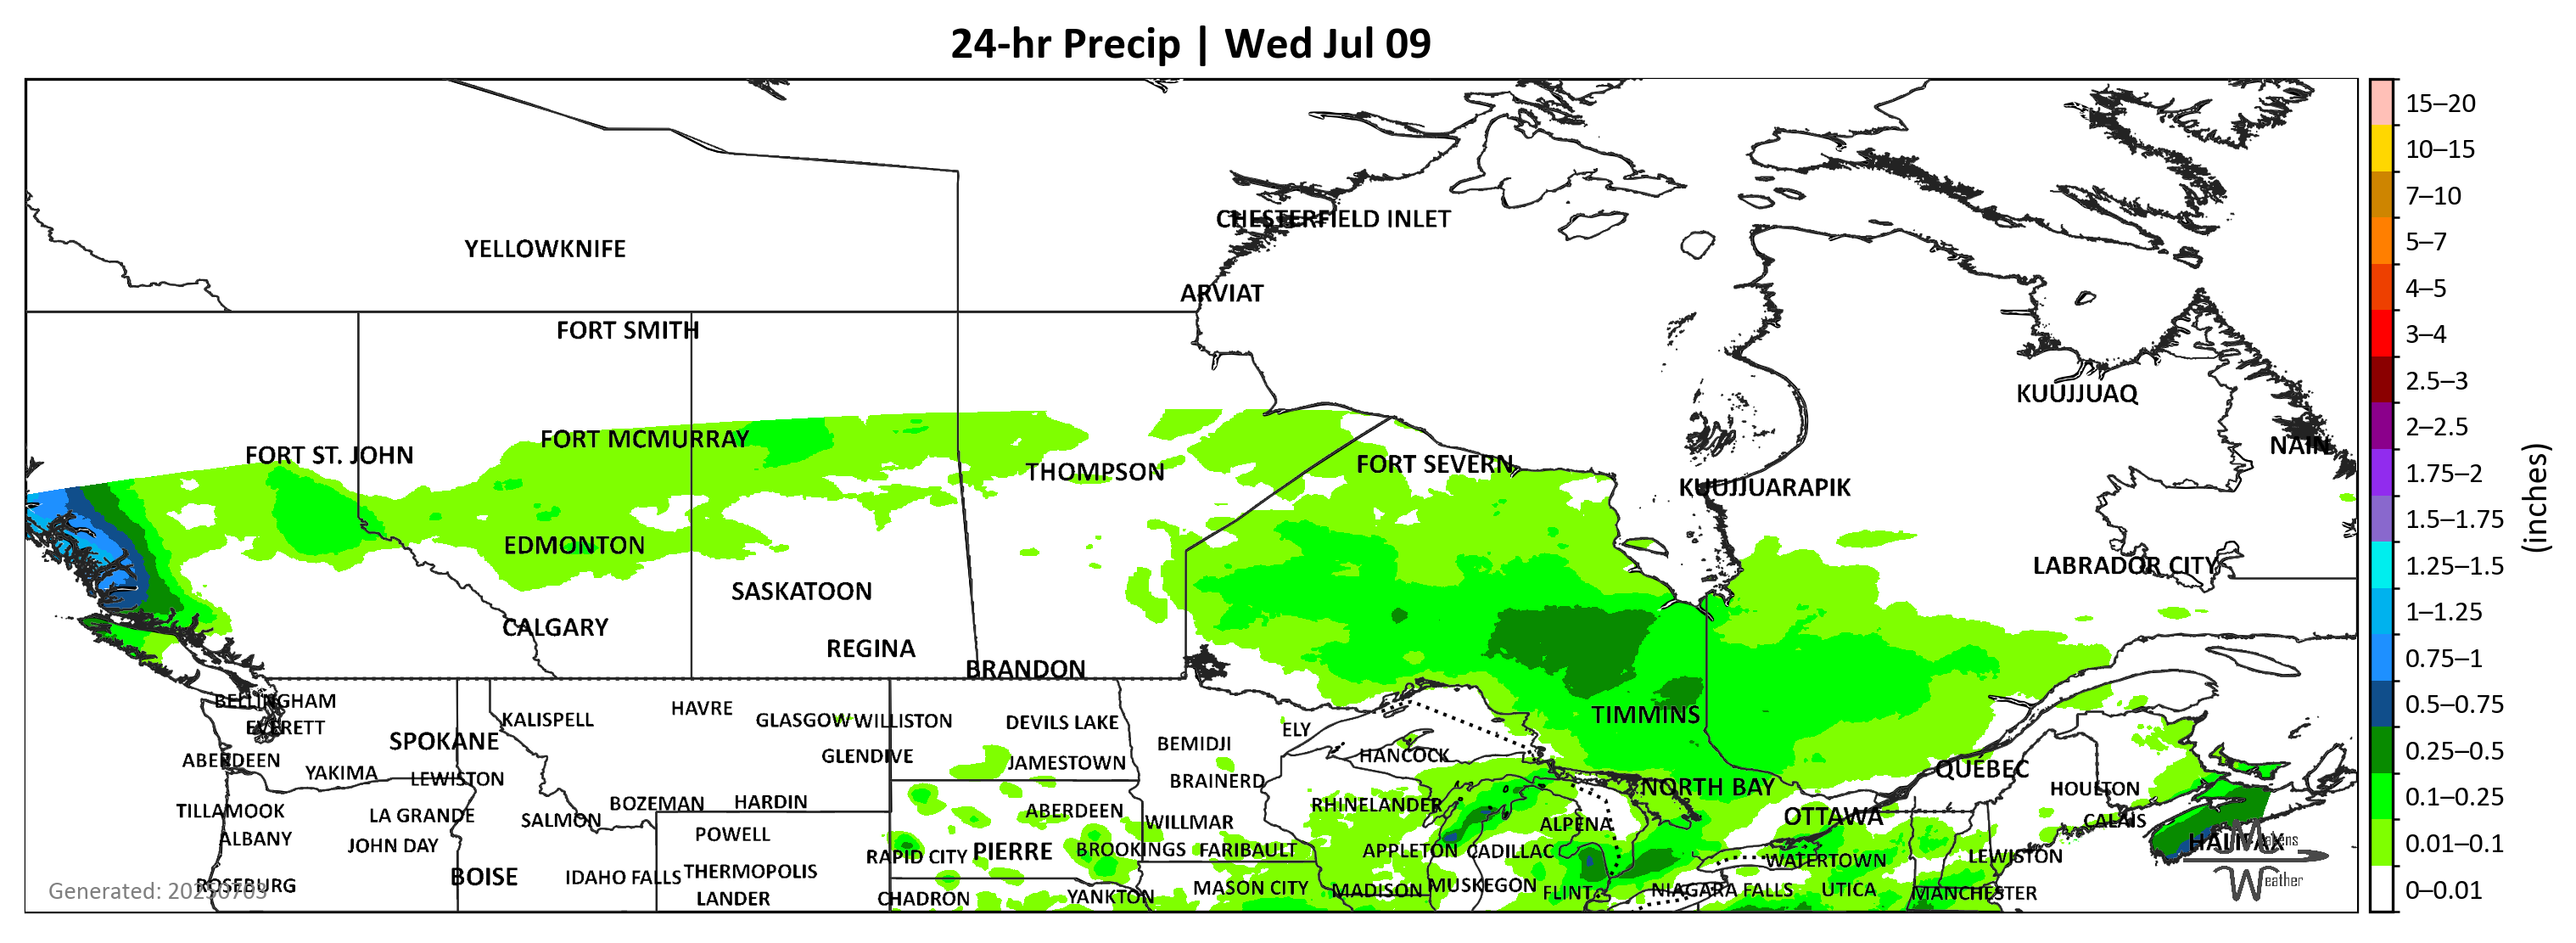 24-hr Precip | Wed Jul 09
CHESTERFIELD INLET
YELLOWKNIFE
ARVIAT
FORT SMITH
KUUJJUAQ
FORT MCMURRAY
NAIN
FORT ST. JOHN
FORT SEVERN
THOMPSON
KUUJJUARAPIK
EDMONTON
LABRADOR CITY
SASKATOON
CALGARY
REGINA
BRANDON
BELLINGHAM
KALISPELL
HAVRE
GLASGOW
WILLISTON
DEVILS LAKE
TIMMINS
EVERETT
ELY
SPOKANE
BEMIDJI
ABERDEEN
GLENDIVE
JAMESTOWN
HANCOCK
QUEBEC
YAKIMA
LEWISTON
BRAINERD
NORTH BAY
HOULTON
TILLAMOOK
LA GRANDE
BOZEMAN
HARDIN
ABERDEEN
RHINELANDER
OTTAWA
SALMON
WILLMAR
ALPENA
CALAIS
ALBANY
JOHN DAY
POWELL
HALIFAX
RAPID CITY
PIERRE
BROOKINGS
FARIBAULT
APPLETON
CADILLAC
WATERTOWN
LEWISTON
ROSEBURG
BOISE
IDAHO FALLS
THERMOPOLIS
MASON CITY
MADISON
MUSKEGON
FLINT
NIAGARA FALLS
UTICA
MANCHESTER
LANDER
CHADRON
YANKTON
Generated: 20250703
Weather
15–20
10–15
7–10
5–7
4–5
3–4
2.5–3
2–2.5
1.75–2
1.5–1.75
1.25–1.5
1–1.25
0.75–1
0.5–0.75
0.25–0.5
0.1–0.25
0.01–0.1
0–0.01
(inches)